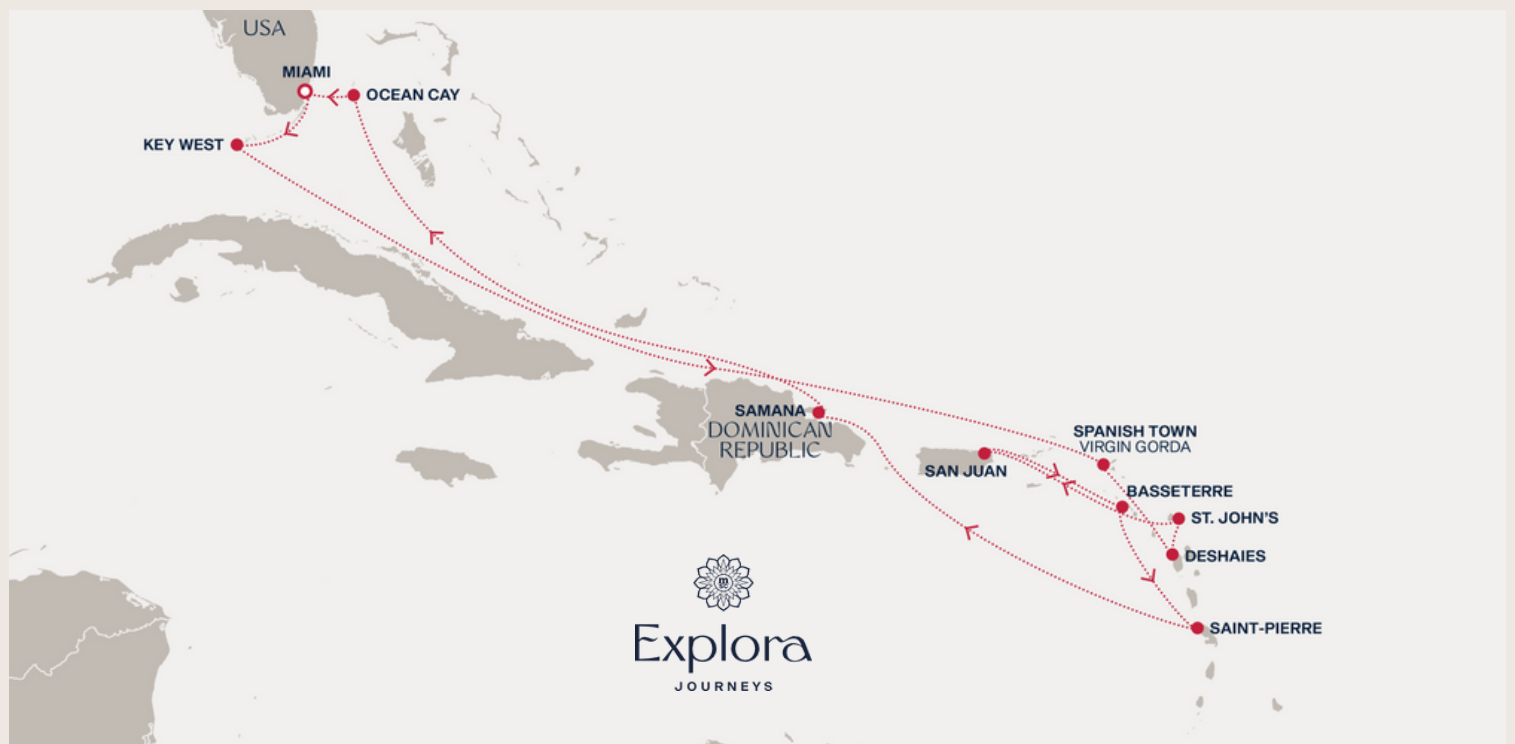 USA
MIAMI
OCEAN CAY
KEY WEST
SAMANA
DOMINICAN
REPUBLIC
SPANISH TOWN
VIRGIN GORDA
SAN JUAN
BASSETERRE
ST. JOHN'S
DESHAIES
SAINT-PIERRE
Explora
JOURNEYS